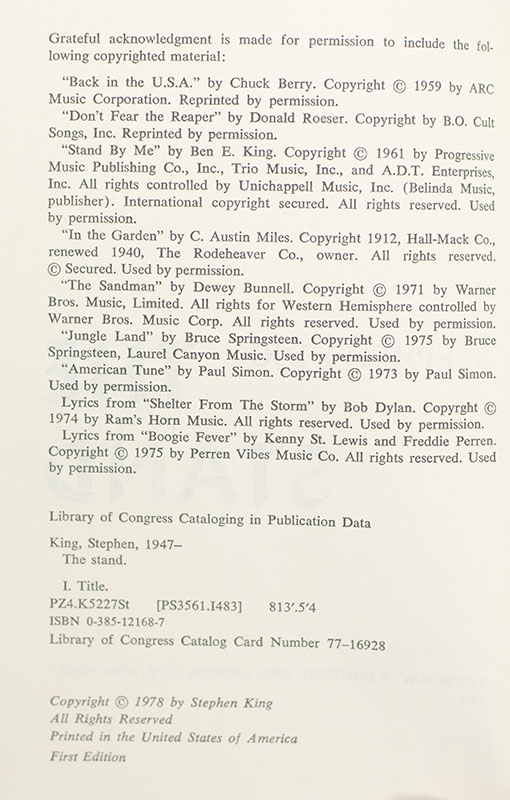 Grateful acknowledgment is made for permission to include the fol-
lowing copyrighted material:
"Back in the U.S.A." by Chuck Berry. Copyright © 1959 by ARC
Music Corporation. Reprinted by permission.
"Don't Fear the Reaper" by Donald Roeser. Copyright by B.O. Cult
Songs, Inc. Reprinted by permission.
"Stand By Me" by Ben E. King. Copyright © 1961 by Progressive
Music Publishing Co., Inc., Trio Music, Inc., and A.D.T. Enterprises,
Inc. All rights controlled by Unichappell Music, Inc. (Belinda Music,
publisher). International copyright secured. All rights reserved. Used
by permission.
"In the Garden" by C. Austin Miles. Copyright 1912, Hall-Mack Co.,
renewed 1940, The Rodeheaver Co., owner. All rights reserved.
© Secured. Used by permission.
"The Sandman" by Dewey Bunnell. Copyright © 1971 by Warner
Bros. Music, Limited. All rights for Western Hemisphere controlled by
Warner Bros. Music Corp. All rights reserved. Used by permission.
"Jungle Land" by Bruce Springsteen. Copyright © 1975 by Bruce
Springsteen, Laurel Canyon Music. Used by permission.
"American Tune" by Paul Simon. Copyright © 1973 by Paul Simon.
Used by permission.
Lyrics from "Shelter From The Storm" by Bob Dylan. Copyrght ©
1974 by Ram's Horn Music. All rights reserved. Used by permission.
Lyrics from "Boogie Fever" by Kenny St. Lewis and Freddie Perren.
Copyright © 1975 by Perren Vibes Music Co. All rights reserved. Used
by permission.
Library of Congress Cataloging in Publication Data
King, Stephen, 1947–
The stand.
I. Title.
PZ4.K5227St [PS3561.I483] 813'.5'4
ISBN 0-385-12168-7
Library of Congress Catalog Card Number 77–16928
Copyright © 1978 by Stephen King
All Rights Reserved
Printed in the United States of America
First Edition